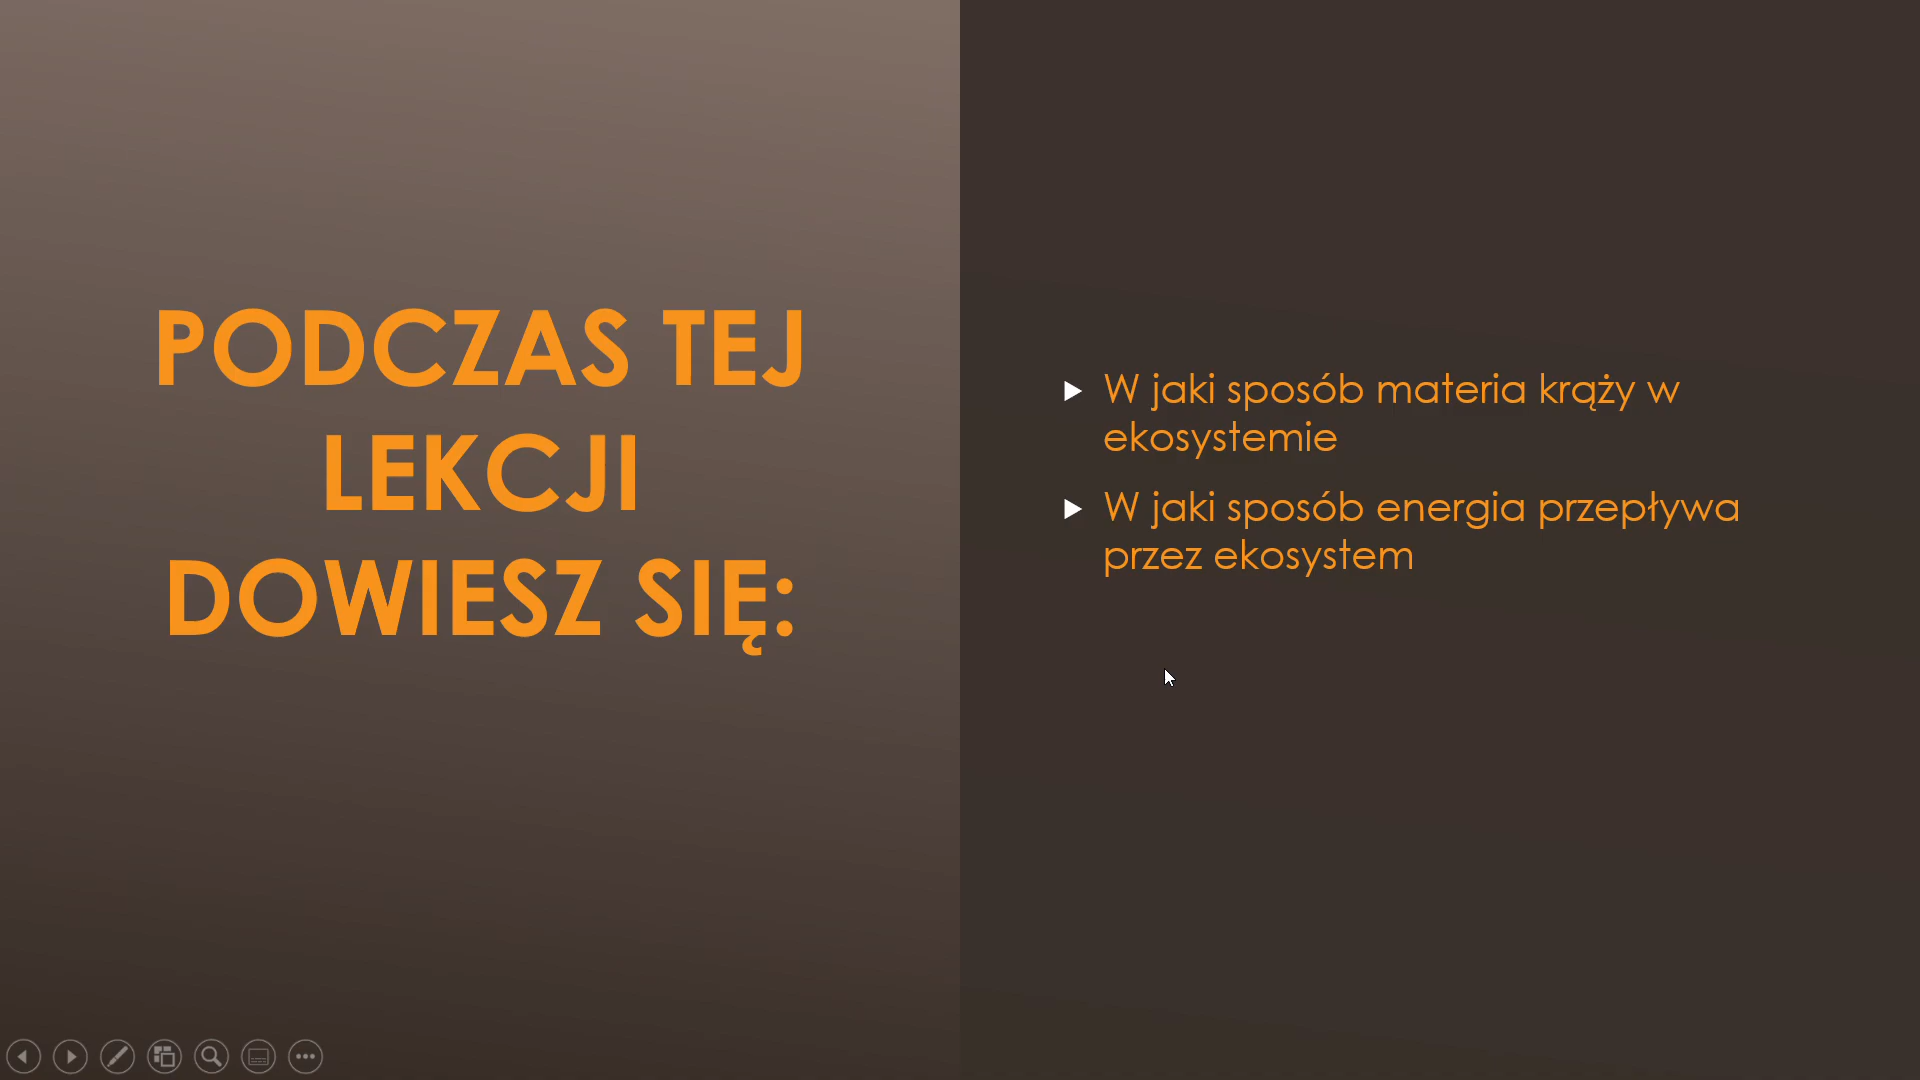 PODCZAS TEJ
LEKCJI
DOWIESZ SIĘ:
W jaki sposób materia krąży w
ekosystemie
W jaki sposób energia przepływa
przez ekosystem